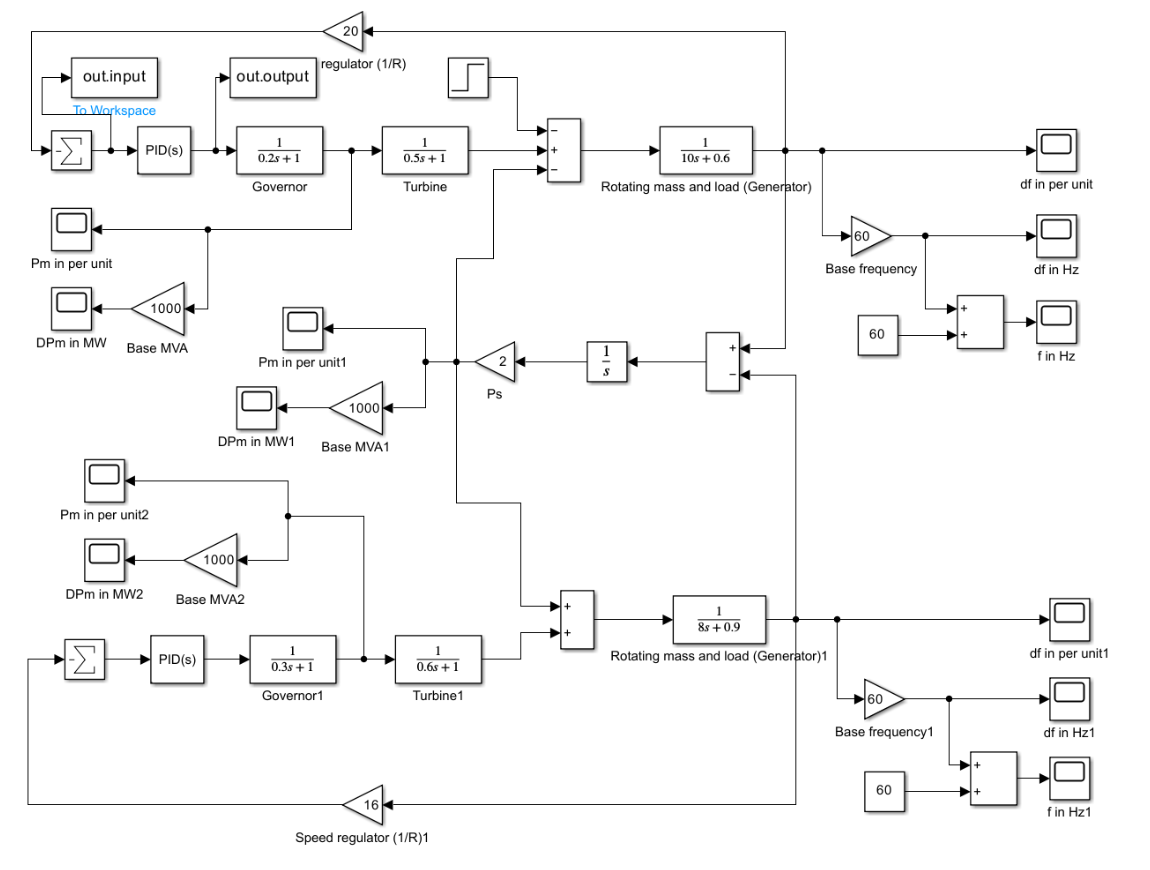 20
regulator (1/R)
out.input
out.output
To Workspace
- Σ
PID(s)
1
0.2s + 1
Governor
1
0.5s + 1
Turbine
−
+
−
1
10s + 0.6
Rotating mass and load (Generator)
df in per unit
Pm in per unit
60
Base frequency
df in Hz
1000
DPm in MW
Base MVA
60
+
+
f in Hz
Pm in per unit1
2
Ps
1
s
+
−
1000
DPm in MW1
Base MVA1
Pm in per unit2
1000
DPm in MW2
Base MVA2
+
+
1
8s + 0.9
Rotating mass and load (Generator)1
df in per unit1
- Σ
PID(s)
1
0.3s + 1
Governor1
1
0.6s + 1
Turbine1
60
Base frequency1
df in Hz1
60
+
+
f in Hz1
16
Speed regulator (1/R)1